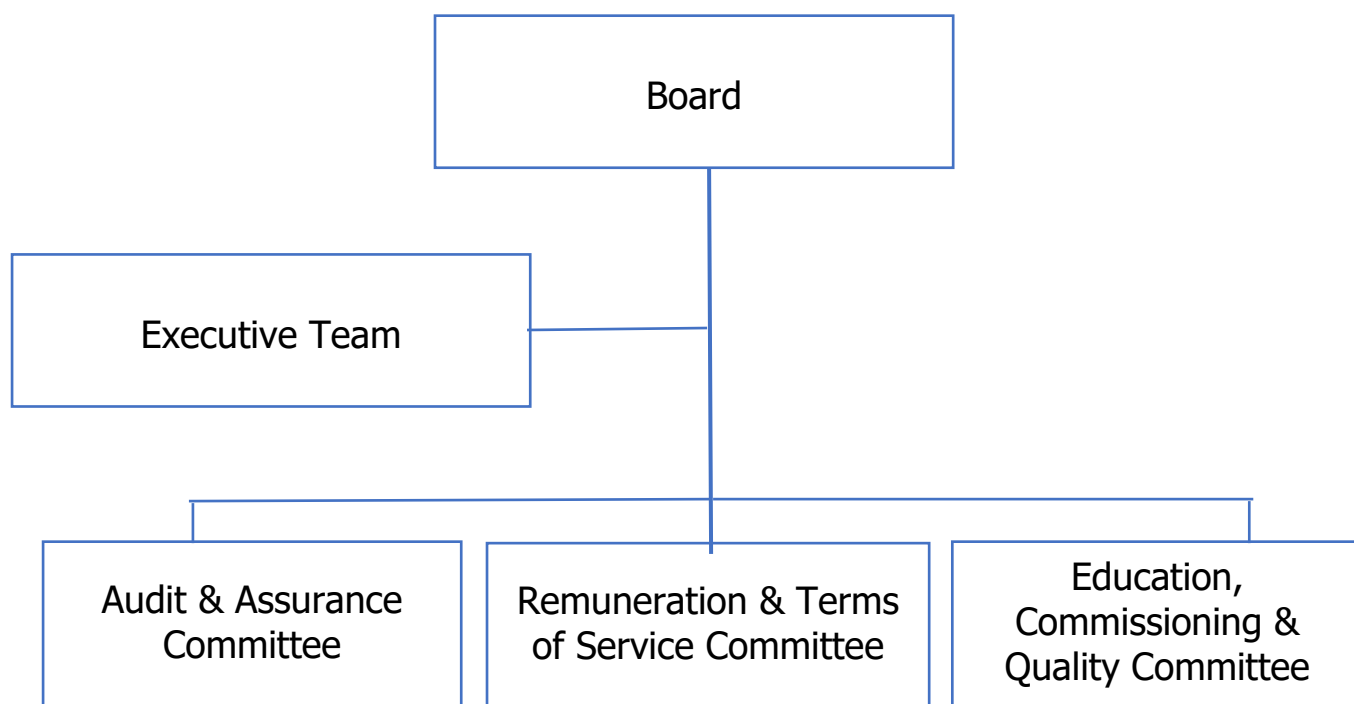 Board
Executive Team
Audit & Assurance
Committee
Remuneration & Terms
of Service Committee
Education,
Commissioning &
Quality Committee